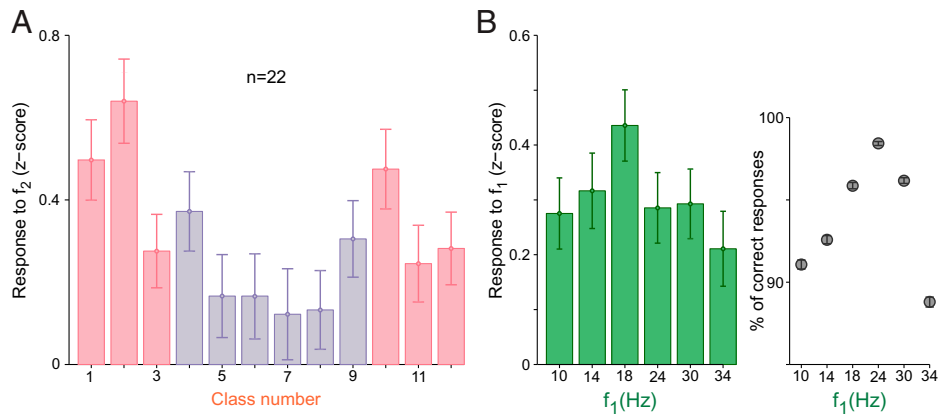 A
0.8
0.4
0
Response to f2 (z-score)
n=22
1 3 5 7 9 11
Class number
B
0.6
0.4
0.2
0
Response to f1 (z-score)
10 14 18 24 30 34
f1(Hz)
100
90
% of correct responses
10 14 18 24 30 34
f1(Hz)